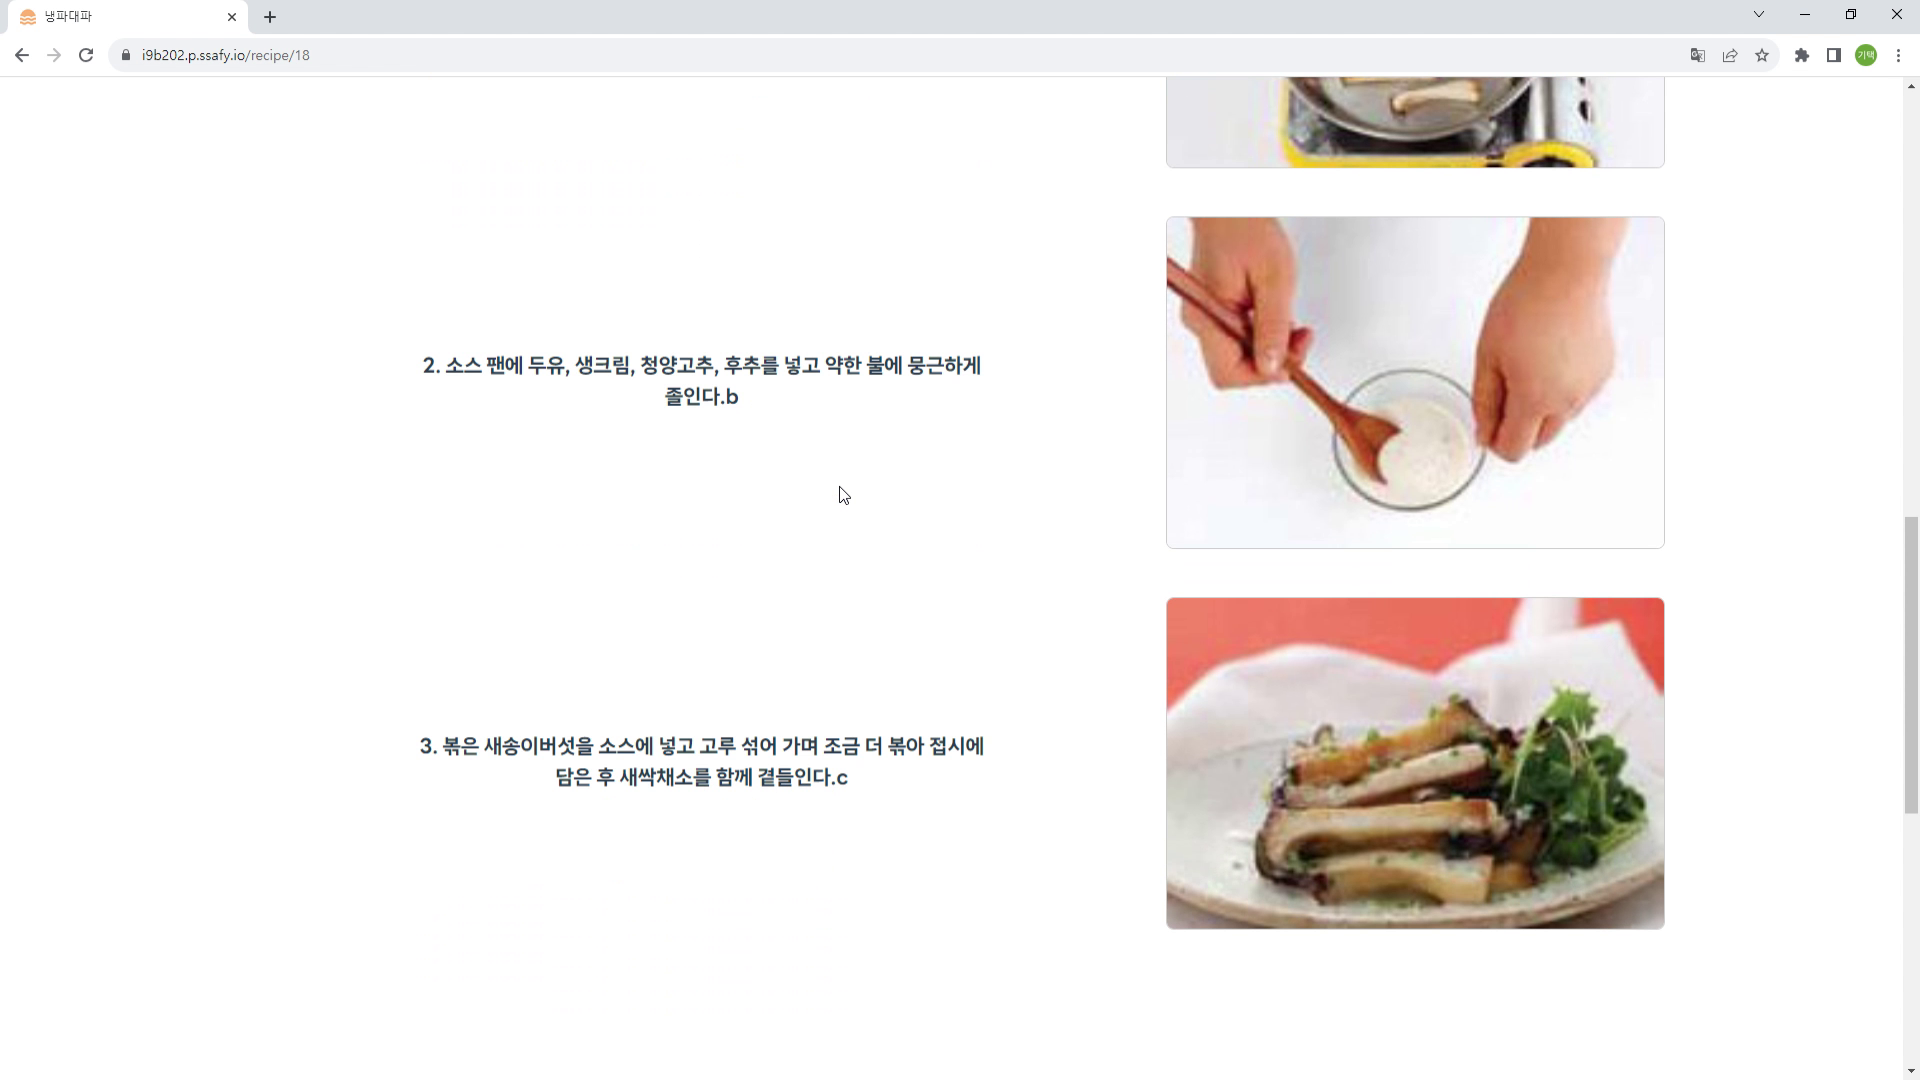 냉파대파
i9b202.p.ssafy.io/recipe/18
기택
2. 소스 팬에 두유, 생크림, 청양고추, 후추를 넣고 약한 불에 뭉근하게
졸인다.b
3. 볶은 새송이버섯을 소스에 넣고 고루 섞어 가며 조금 더 볶아 접시에
담은 후 새싹채소를 함께 곁들인다.c